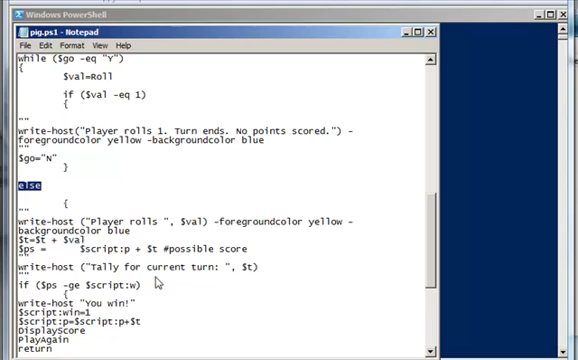 Windows PowerShell
pig.ps1 - Notepad
File Edit Format View Help
while ($go -eq "Y")
{
$val=Roll
if ($val -eq 1)
{
""
write-host("Player rolls 1. Turn ends. No points scored.") -
foregroundcolor yellow -backgroundcolor blue
""
$go="N"
}
else
{
""
write-host ("Player rolls ", $val) -foregroundcolor yellow -
backgroundcolor blue
$t=$t + $val
$ps = $script:p + $t #possible score
""
write-host ("Tally for current turn: ", $t)
""
if ($ps -ge $script:w)
{
write-host "You win!"
$script:win=1
$script:p=$script:p+$t
DisplayScore
PlayAgain
return